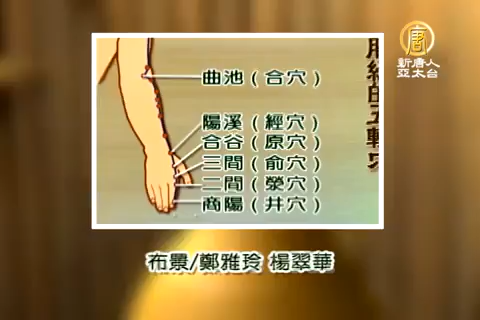 唐
新唐人
亞太台
曲池（合穴）
陽溪（經穴）
合谷（原穴）
三間（俞穴）
二間（滎穴）
商陽（井穴）
布景/鄭雅玲 楊翠華